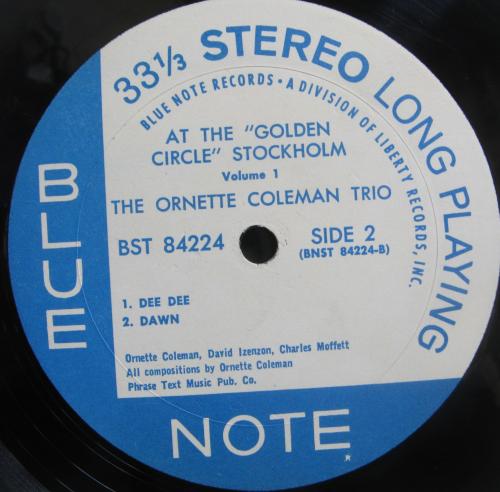 33⅓ STEREO LONG PLAYING
BLUE NOTE RECORDS • A DIVISION OF LIBERTY RECORDS, INC.
AT THE "GOLDEN
CIRCLE" STOCKHOLM
Volume 1
THE ORNETTE COLEMAN TRIO
BST 84224
SIDE 2
(BNST 84224-B)
1. DEE DEE
2. DAWN
Ornette Coleman, David Izenzon, Charles Moffett
All compositions by Ornette Coleman
Phrase Text Music Pub. Co.
BLUE
NOTE